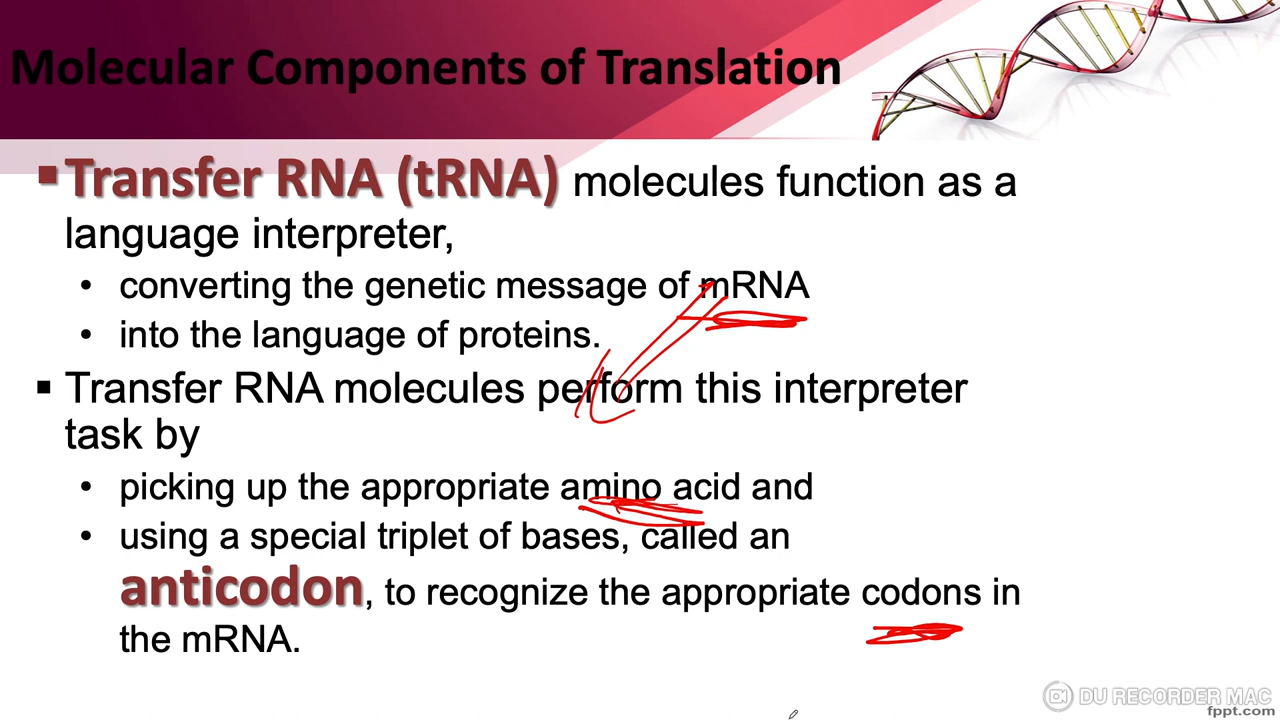 Molecular Components of Translation
▪Transfer RNA (tRNA) molecules function as a
language interpreter,
• converting the genetic message of mRNA
• into the language of proteins.
▪ Transfer RNA molecules perform this interpreter
task by
• picking up the appropriate amino acid and
• using a special triplet of bases, called an
anticodon, to recognize the appropriate codons in
the mRNA.
DU RECORDER MAC
fppt.com